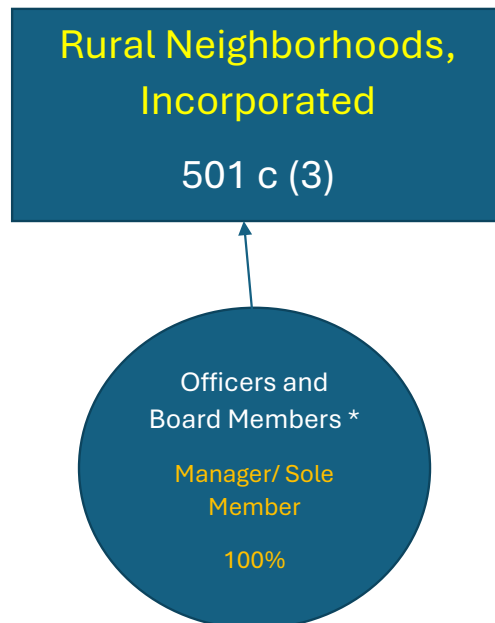 Rural Neighborhoods,
Incorporated
501 c (3)
Officers and
Board Members *
Manager/ Sole
Member
100%